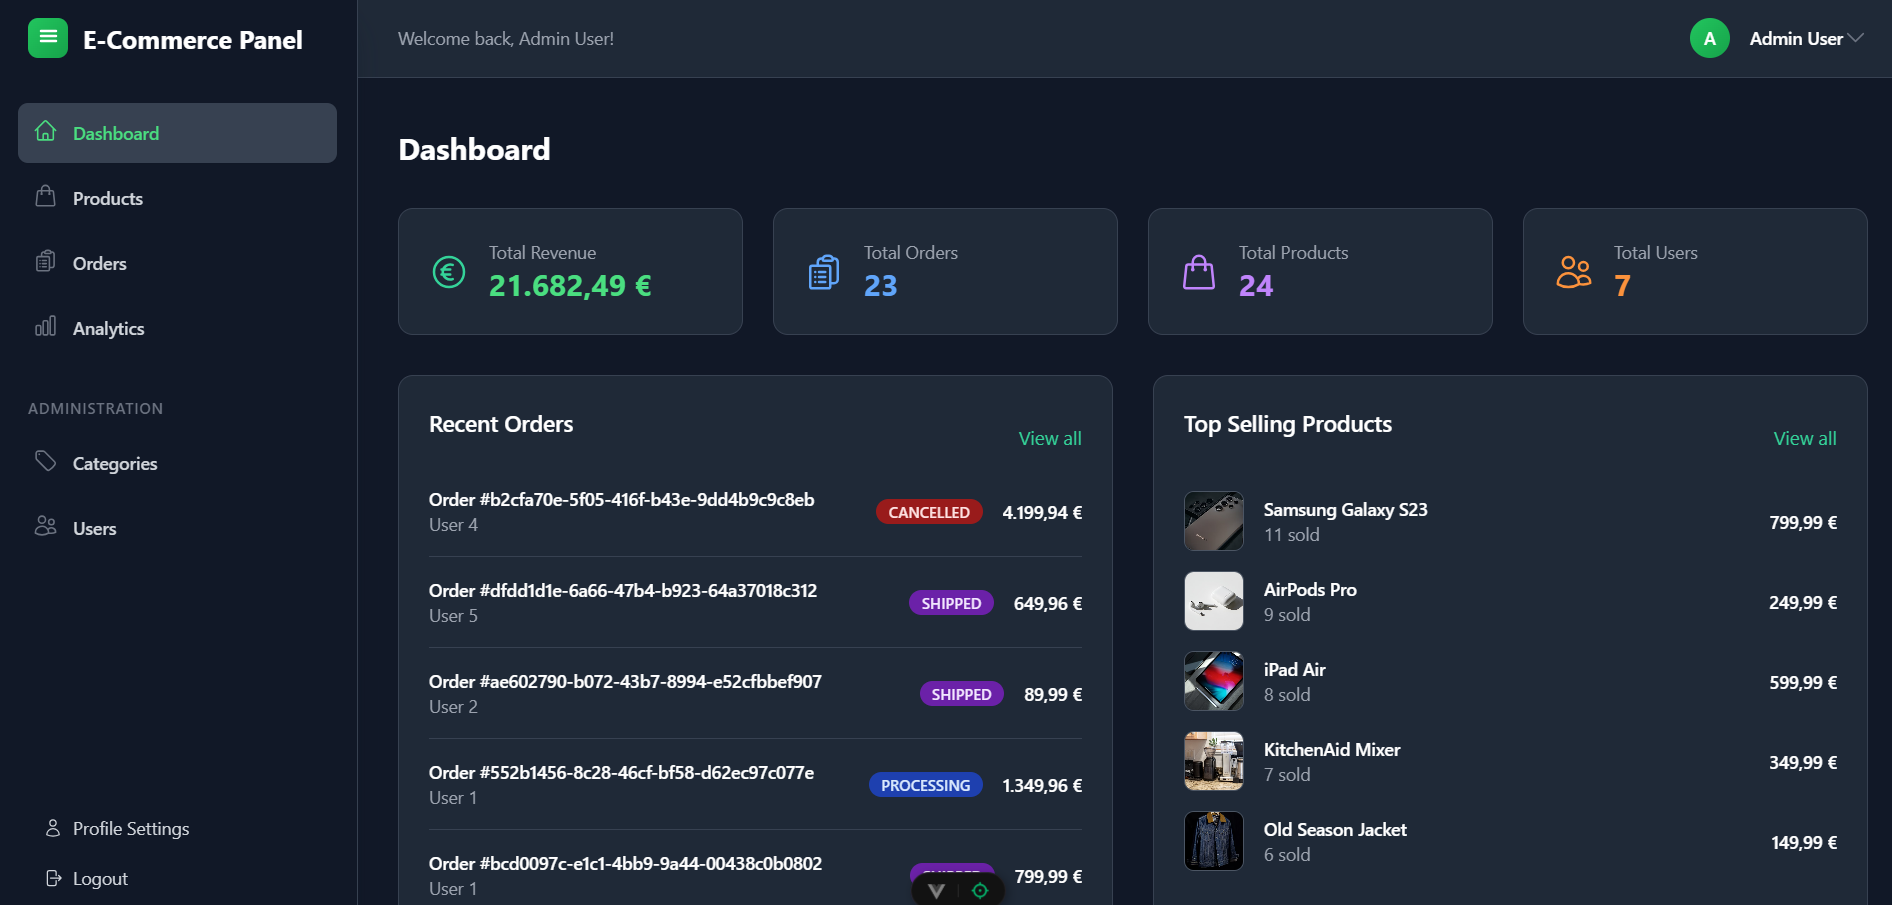 E-Commerce Panel
Welcome back, Admin User!
A
Admin User
Dashboard
Products
Orders
Analytics
ADMINISTRATION
Categories
Users
Profile Settings
Logout
Dashboard
Total Revenue
21.682,49 €
Total Orders
23
Total Products
24
Total Users
7
Recent Orders
View all
Order #b2cfa70e-5f05-416f-b43e-9dd4b9c9c8eb
User 4
CANCELLED
4.199,94 €
Order #dfdd1d1e-6a66-47b4-b923-64a37018c312
User 5
SHIPPED
649,96 €
Order #ae602790-b072-43b7-8994-e52cfbbef907
User 2
SHIPPED
89,99 €
Order #552b1456-8c28-46cf-bf58-d62ec97c077e
User 1
PROCESSING
1.349,96 €
Order #bcd0097c-e1c1-4bb9-9a44-00438c0b0802
User 1
SHIPPED
799,99 €
Top Selling Products
View all
Samsung Galaxy S23
11 sold
799,99 €
AirPods Pro
9 sold
249,99 €
iPad Air
8 sold
599,99 €
KitchenAid Mixer
7 sold
349,99 €
Old Season Jacket
6 sold
149,99 €